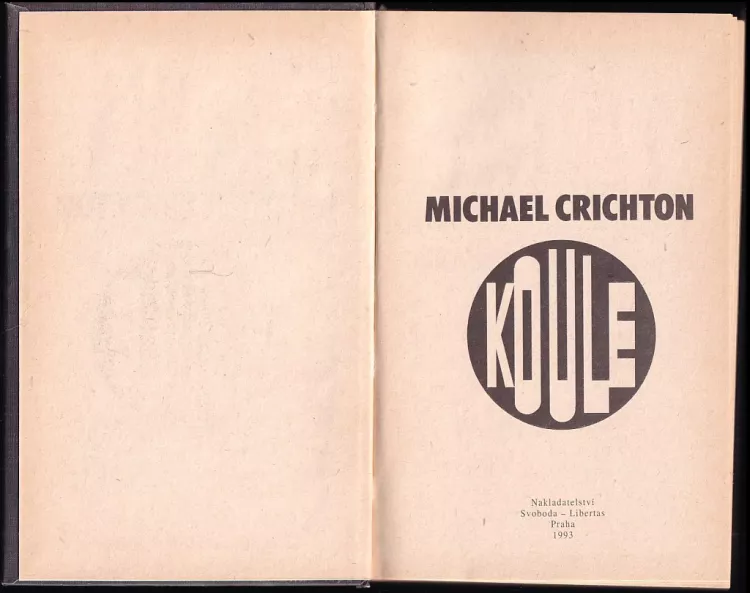 MICHAEL CRICHTON
KOULE
Nakladatelství
Svoboda – Libertas
Praha
1993